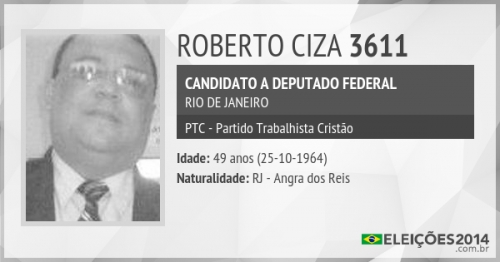 ROBERTO CIZA 3611
CANDIDATO A DEPUTADO FEDERAL
RIO DE JANEIRO
PTC - Partido Trabalhista Cristão
Idade: 49 anos (25-10-1964)
Naturalidade: RJ - Angra dos Reis
ELEIÇÕES2014
.com.br